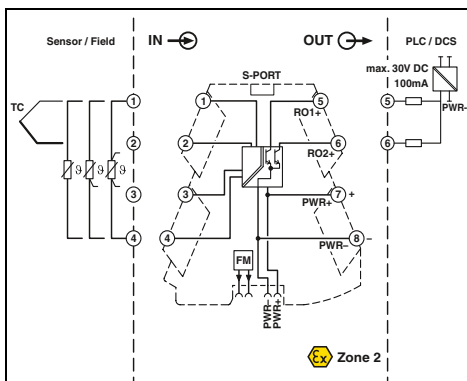 Sensor / Field
IN
OUT
PLC / DCS
S-PORT
max. 30V DC
100mA
PWR-
TC
1
2
3
4
ϑ ϑ ϑ
1
2
3
4
5
RO1+
6
RO2+
7 +
PWR+
8 –
PWR–
5
6
FM
PWR–
PWR+
Ex Zone 2